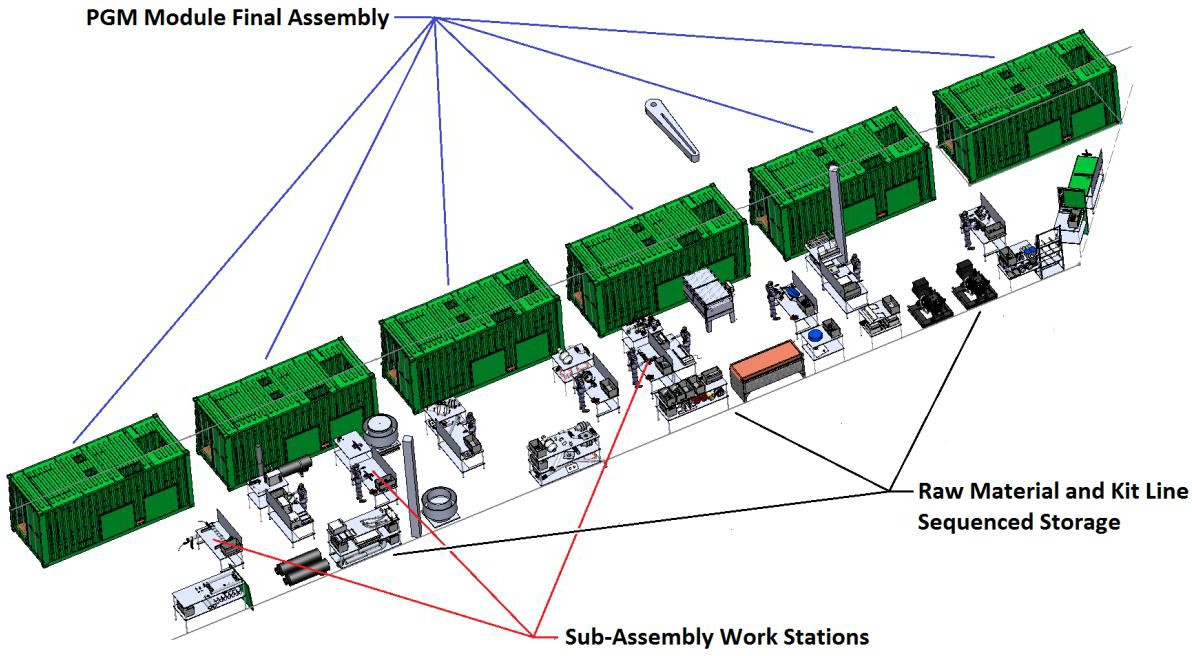 PGM Module Final Assembly
Raw Material and Kit Line
Sequenced Storage
Sub-Assembly Work Stations